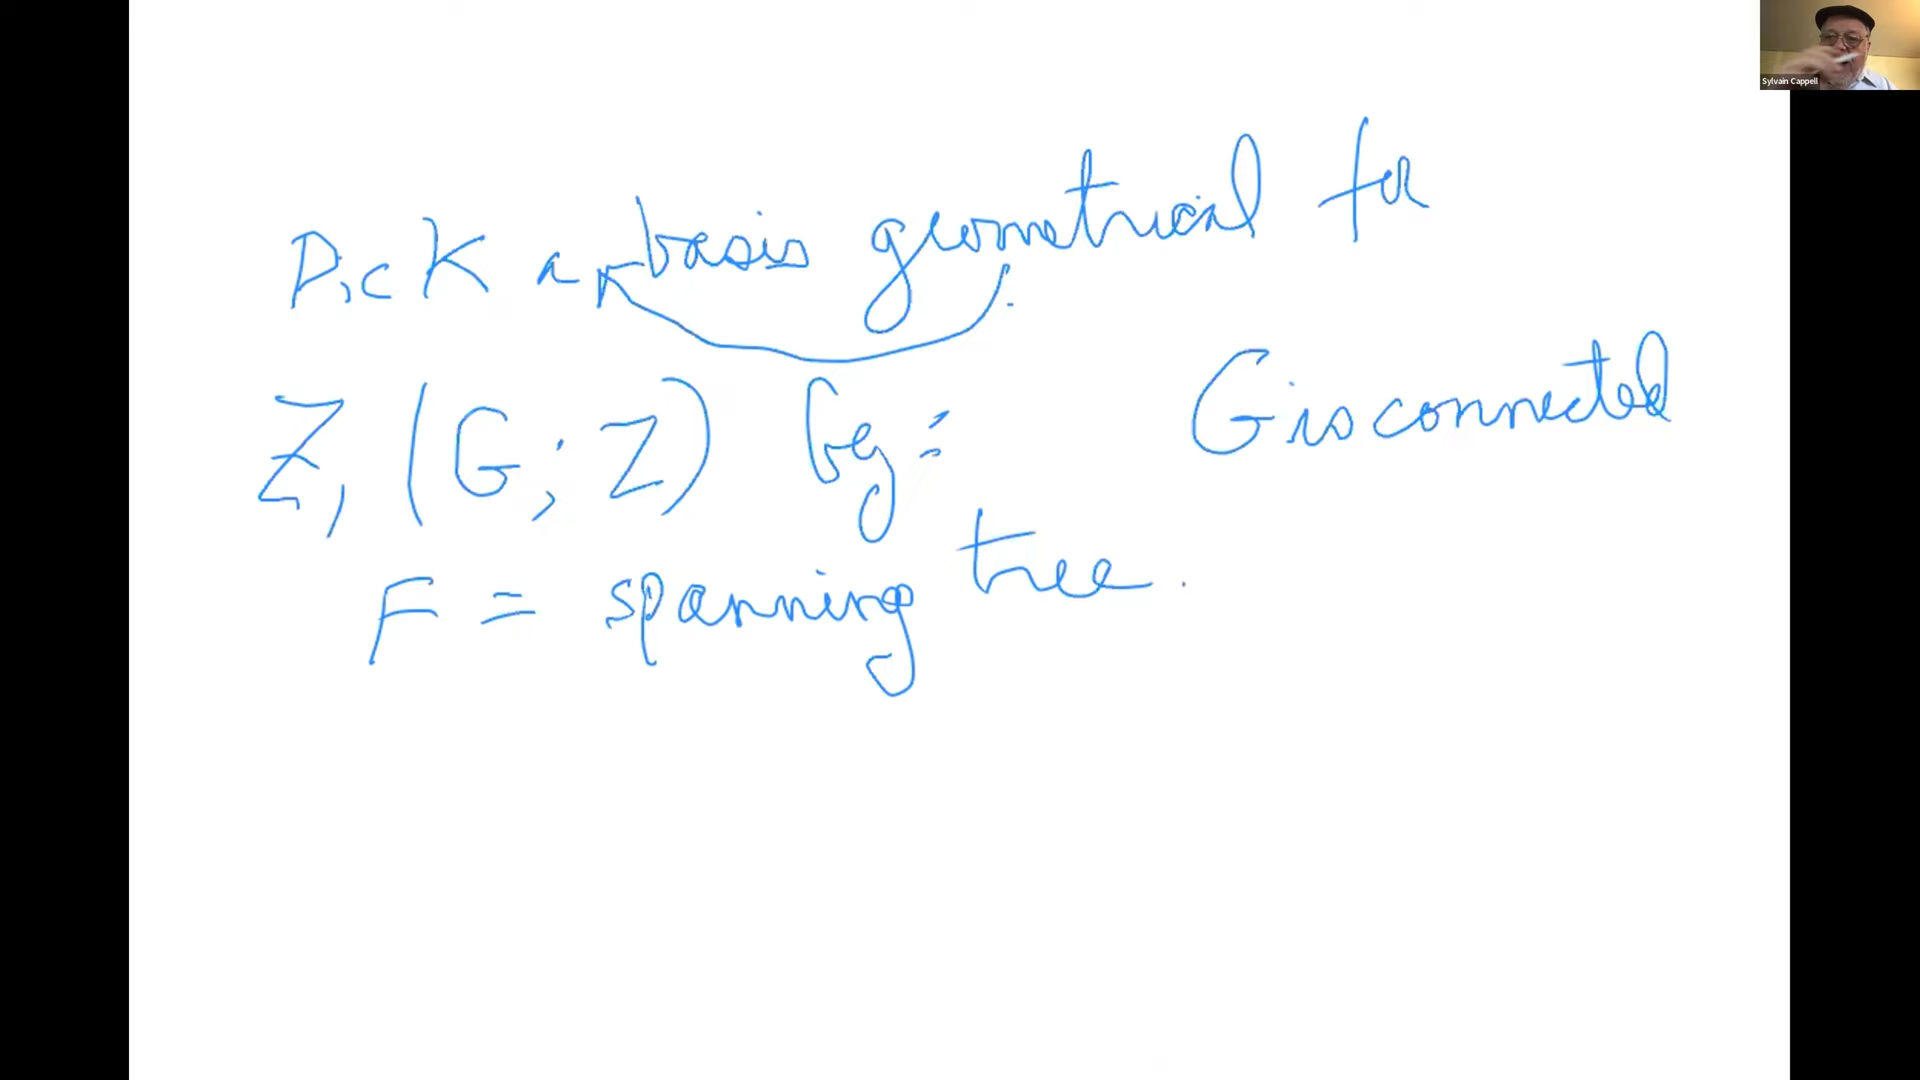 Pick a basis geometrical for
Z₁(G; Z) by:
G is connected
F = spanning tree.
Sylvain Cappell